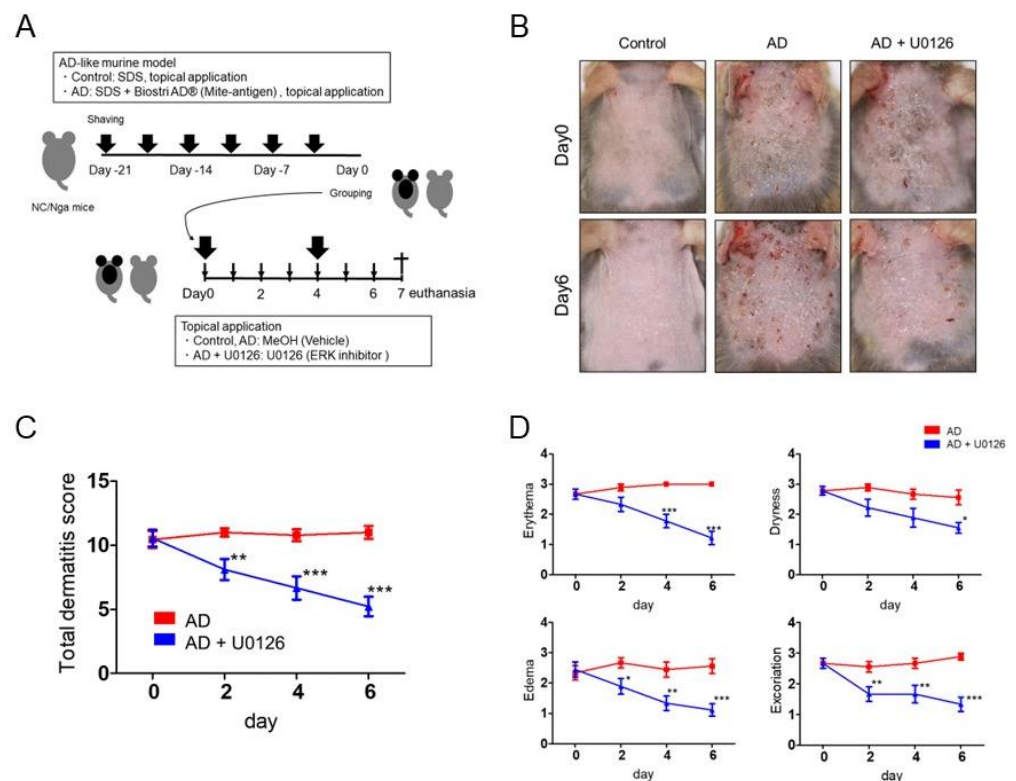 A
AD-like murine model
・Control: SDS, topical application
・AD: SDS + Biostri AD® (Mite-antigen) , topical application
Shaving
Day -21 Day -14 Day -7 Day 0
NC/Nga mice
Grouping
Day0 2 4 6 7 euthanasia
Topical application
・Control, AD: MeOH (Vehicle)
・AD + U0126: U0126 (ERK inhibitor )
B
Control AD AD + U0126
Day0
Day6
C
Total dermatitis score
15
10
5
0
**
***
***
AD
AD + U0126
0 2 4 6
day
D
AD
AD + U0126
Erythema
4
3
2
1
***
***
0 2 4 6
day
Dryness
4
3
2
1
*
0 2 4 6
day
Edema
4
3
2
1
*
**
***
0 2 4 6
day
Excoriation
4
3
2
1
**
**
***
0 2 4 6
day